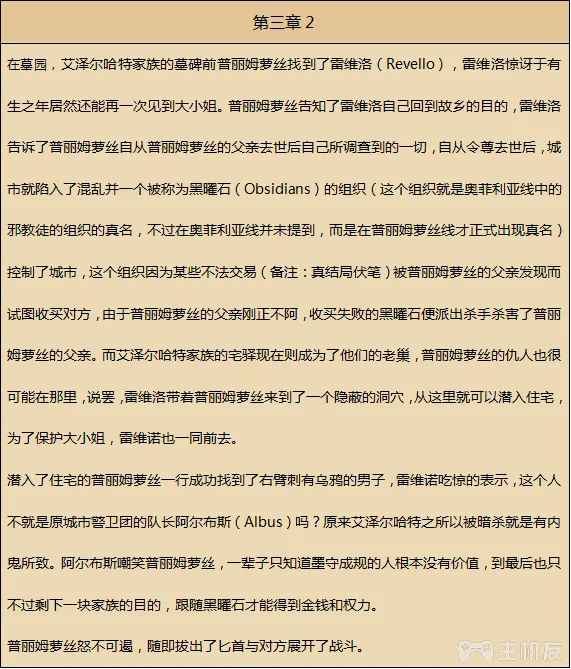 第三章 2
在墓园，艾泽尔哈特家族的墓碑前普丽姆萝丝找到了雷维洛（Revello），雷维洛惊讶于有
生之年居然还能再一次见到大小姐。普丽姆萝丝告知了雷维洛自己回到故乡的目的，雷维洛
告诉了普丽姆萝丝自从普丽姆萝丝的父亲去世后自己所调查到的一切，自从令尊去世后，城
市就陷入了混乱并一个被称为黑曜石（Obsidians）的组织（这个组织就是奥菲利亚线中的
邪教徒的组织的真名，不过在奥菲利亚线并未提到，而是在普丽姆萝丝线才正式出现真名）
控制了城市，这个组织因为某些不法交易（备注：真结局伏笔）被普丽姆萝丝的父亲发现而
试图收买对方，由于普丽姆萝丝的父亲刚正不阿，收买失败的黑曜石便派出杀手杀害了普丽
姆萝丝的父亲。而艾泽尔哈特家族的宅驿现在则成为了他们的老巢，普丽姆萝丝的仇人也很
可能在那里，说罢，雷维洛带着普丽姆萝丝来到了一个隐蔽的洞穴，从这里就可以潜入住宅，
为了保护大小姐，雷维诺也一同前去。
潜入了住宅的普丽姆萝丝一行成功找到了右臂刺有乌鸦的男子，雷维诺吃惊的表示，这个人
不就是原城市警卫团的队长阿尔布斯（Albus）吗？原来艾泽尔哈特之所以被暗杀就是有内
鬼所致。阿尔布斯嘲笑普丽姆萝丝，一辈子只知道墨守成规的人根本没有价值，到最后也只
不过剩下一块家族的目的，跟随黑曜石才能得到金钱和权力。
普丽姆萝丝怒不可遏，随即拔出了匕首与对方展开了战斗。
主机友